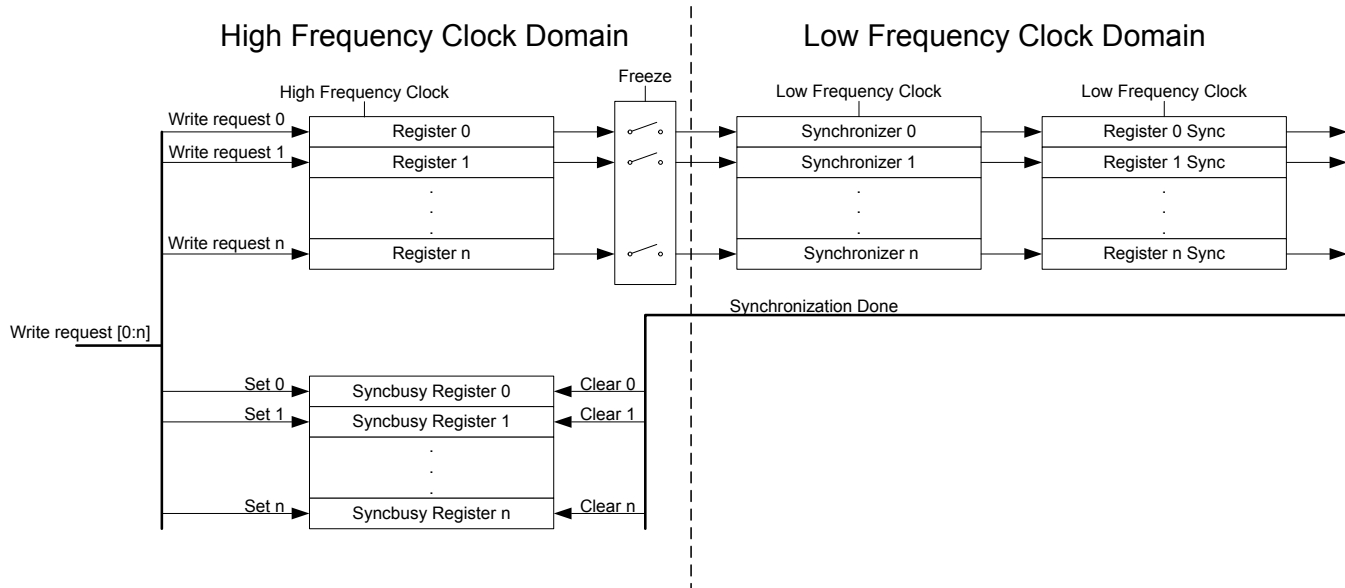 High Frequency Clock Domain
Low Frequency Clock Domain
Freeze
High Frequency Clock
Low Frequency Clock
Low Frequency Clock
Write request 0
Register 0
Synchronizer 0
Register 0 Sync
Write request 1
Register 1
Synchronizer 1
Register 1 Sync
.
.
.
.
.
.
.
.
.
Write request n
Register n
Synchronizer n
Register n Sync
Synchronization Done
Write request [0:n]
Set 0
Syncbusy Register 0
Clear 0
Set 1
Syncbusy Register 1
Clear 1
.
.
.
Set n
Syncbusy Register n
Clear n